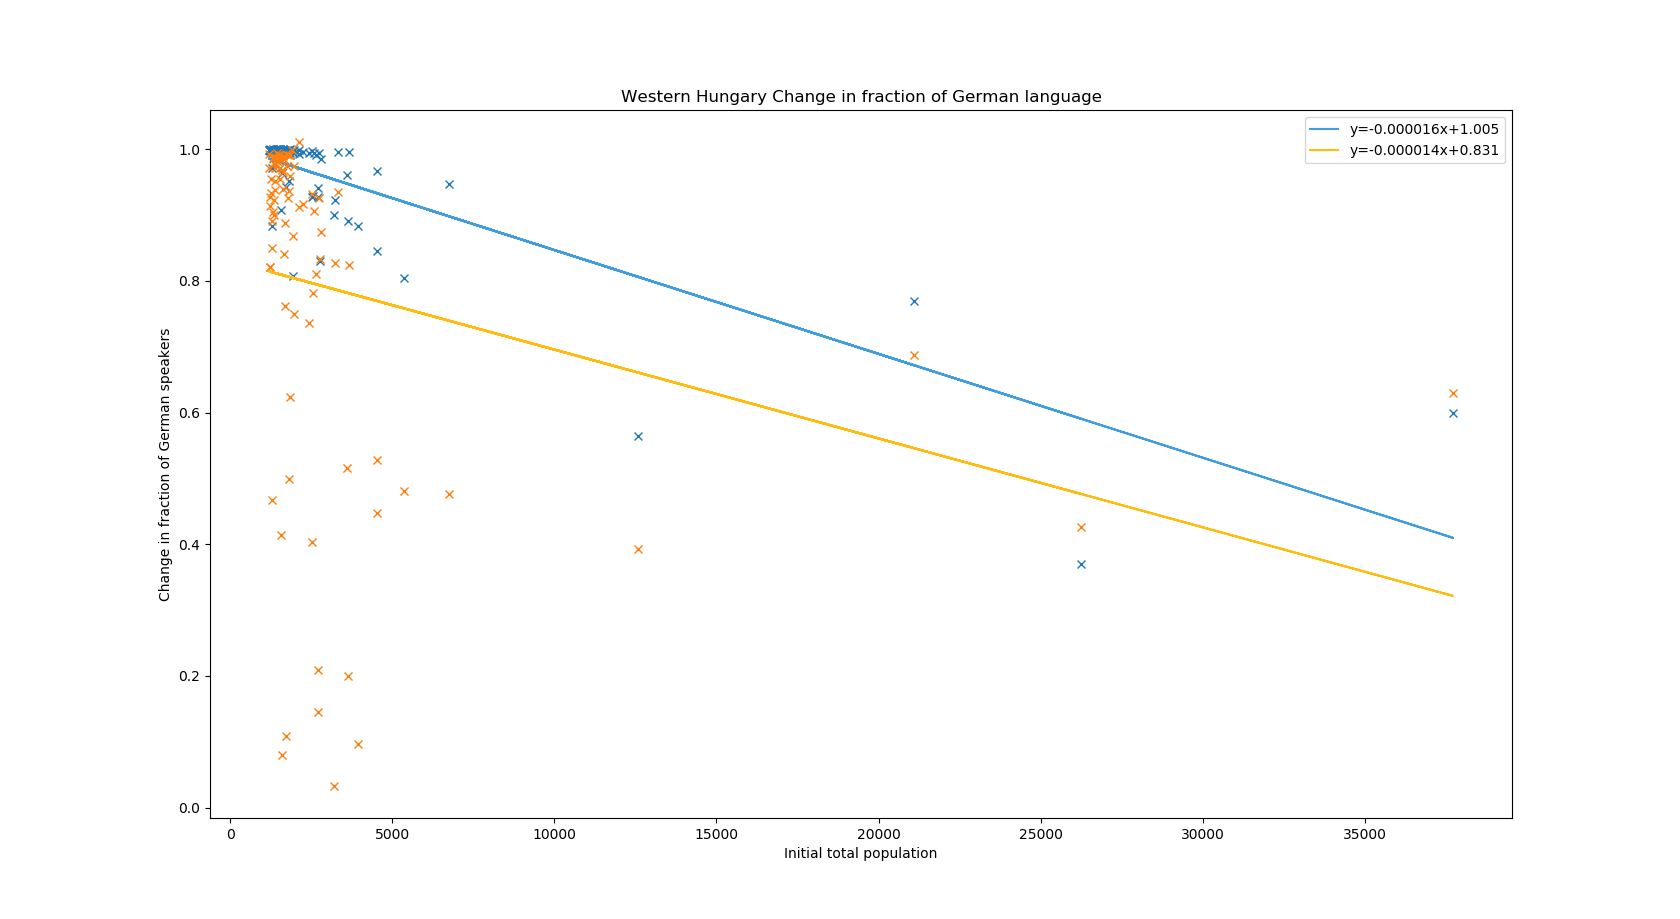 Western Hungary Change in fraction of German language
y=-0.000016x+1.005
y=-0.000014x+0.831
1.0
0.8
0.6
0.4
0.2
0.0
Change in fraction of German speakers
0 5000 10000 15000 20000 25000 30000 35000
Initial total population